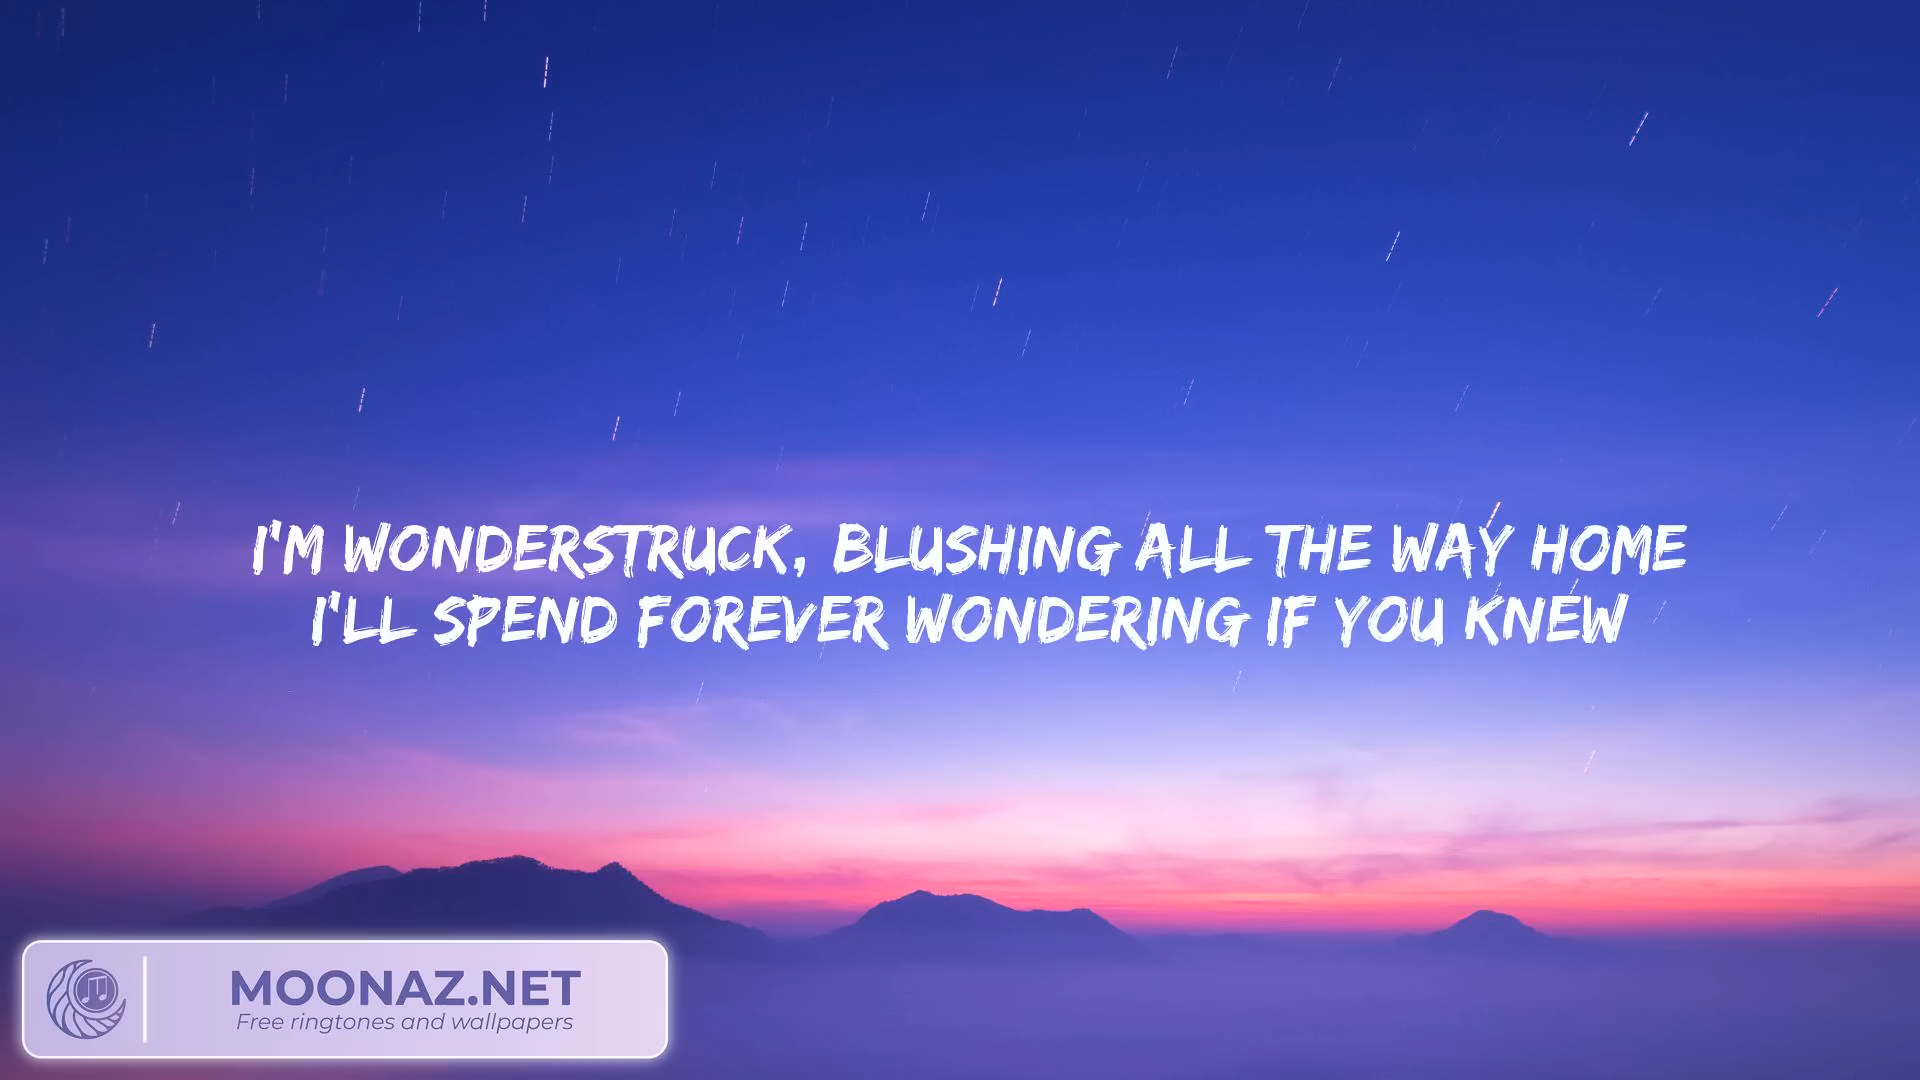 I'M WONDERSTRUCK, BLUSHING ALL THE WAY HOME
I'LL SPEND FOREVER WONDERING IF YOU KNEW
MOONAZ.NET
Free ringtones and wallpapers